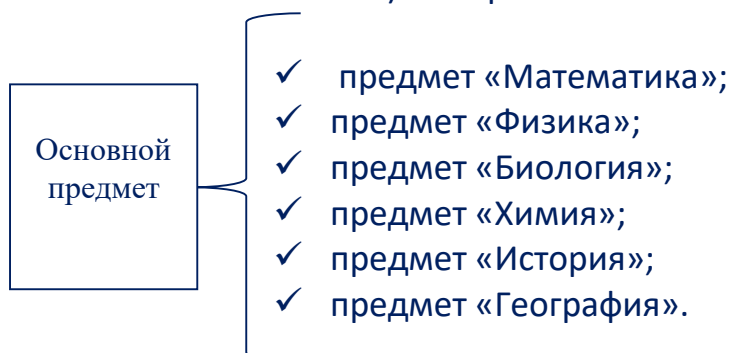 Основной
предмет
✓ предмет «Математика»;
✓ предмет «Физика»;
✓ предмет «Биология»;
✓ предмет «Химия»;
✓ предмет «История»;
✓ предмет «География».